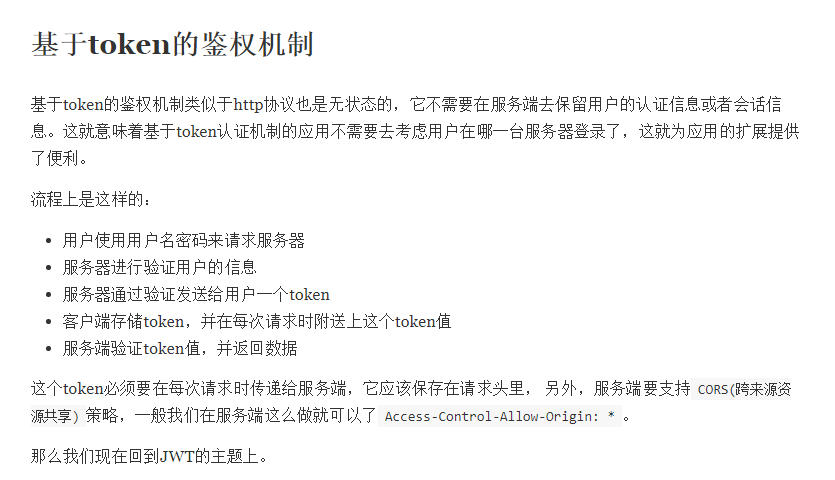 基于token的鉴权机制
基于token的鉴权机制类似于http协议也是无状态的，它不需要在服务端去保留用户的认证信息或者会话信
息。这就意味着基于token认证机制的应用不需要去考虑用户在哪一台服务器登录了，这就为应用的扩展提供
了便利。
流程上是这样的：
• 用户使用用户名密码来请求服务器
• 服务器进行验证用户的信息
• 服务器通过验证发送给用户一个token
• 客户端存储token，并在每次请求时附送上这个token值
• 服务端验证token值，并返回数据
这个token必须要在每次请求时传递给服务端，它应该保存在请求头里， 另外，服务端要支持 CORS(跨来源资
源共享) 策略，一般我们在服务端这么做就可以了 Access-Control-Allow-Origin: * 。
那么我们现在回到JWT的主题上。